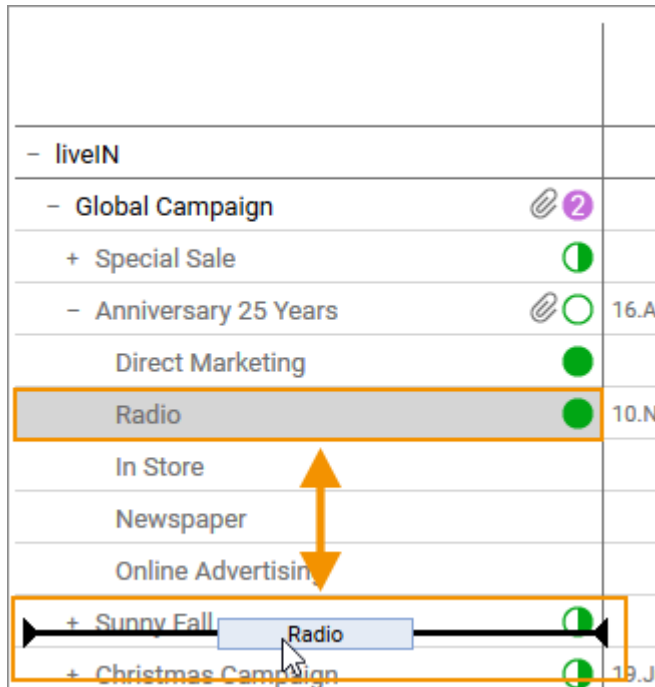 − liveIN
− Global Campaign 2
+ Special Sale
− Anniversary 25 Years 16.A
Direct Marketing
Radio 10.N
In Store
Newspaper
Online Advertising
+ Sunny Fall
Radio
+ Christmas Campaign 19.J